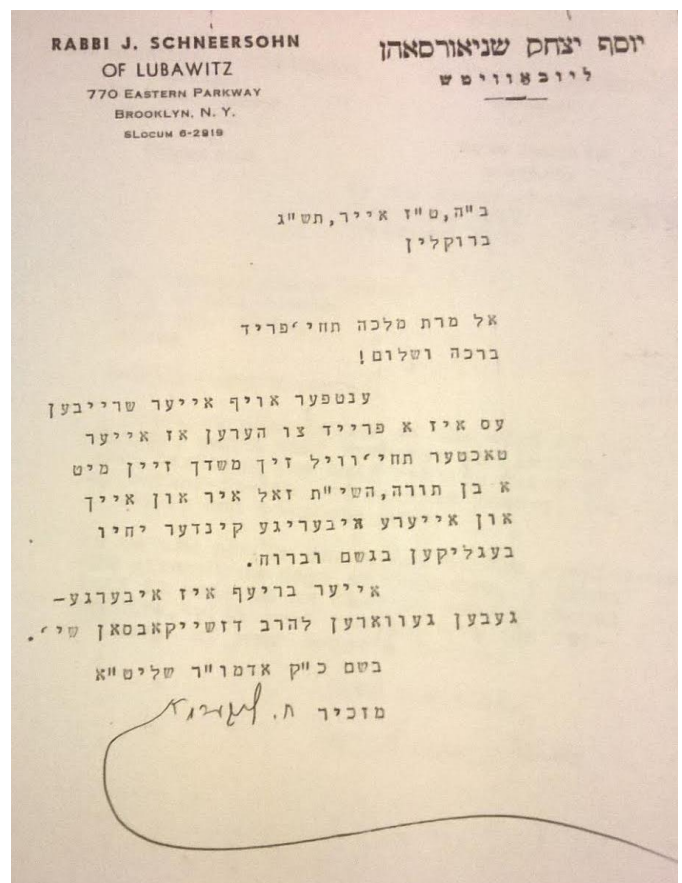 RABBI J. SCHNEERSOHN
OF LUBAWITZ
770 EASTERN PARKWAY
BROOKLYN, N. Y.
SLOCUM 6-2919
יוסף יצחק שניאורסאהן
ליובאוויטש
ב"ה,ט"ז אייר,תש"ג
ברוקלין
אל מרת מלכה תחי'פריד
ברכה ושלום!
ענטפער אויף אייער שרייבען
עס איז א פרייד צו הערען אז אייער
טאכטער תחי'וויל זיך משדך זיין מיט
א בן תורה,השי"ת זאל איר און אייך
און אייערע איבעריגע קינדער יחיו
בעגליקען בגשם וברוח.
אייער בריעף איז איבערגע-
געבען געווארען להרב דזשייקאבסאן שי'.
בשם כ"ק אדמו"ר שליט"א
מזכיר ח.